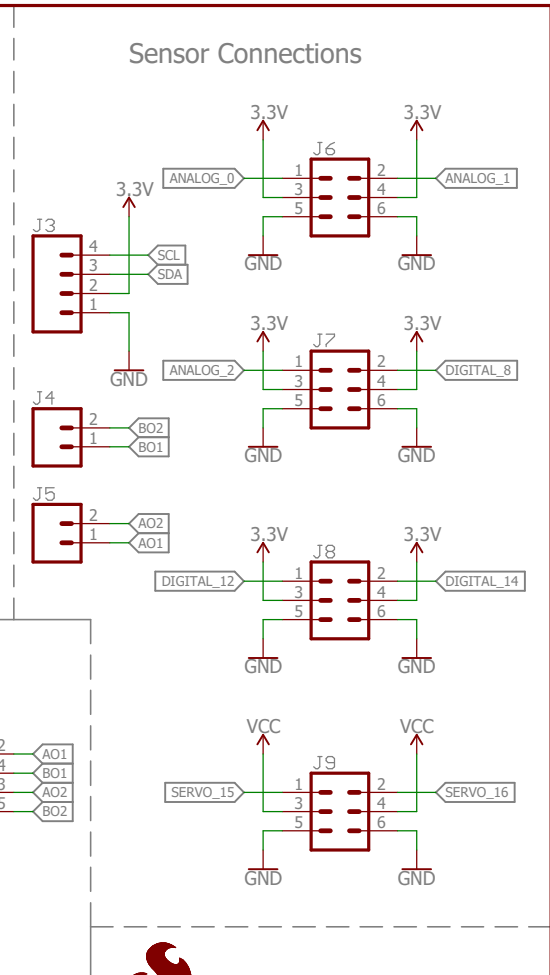 Sensor Connections
3.3V
3.3V
J6
ANALOG_0
1
2
ANALOG_1
3
4
5
6
GND
GND
3.3V
J3
4
SCL
3
SDA
2
1
GND
3.3V
3.3V
J7
ANALOG_2
1
2
DIGITAL_8
3
4
5
6
GND
GND
J4
2
BO2
1
BO1
J5
2
AO2
1
AO1
3.3V
3.3V
J8
DIGITAL_12
1
2
DIGITAL_14
3
4
5
6
GND
GND
VCC
VCC
J9
SERVO_15
1
2
SERVO_16
3
4
5
6
GND
GND
2
AO1
4
BO1
3
AO2
5
BO2